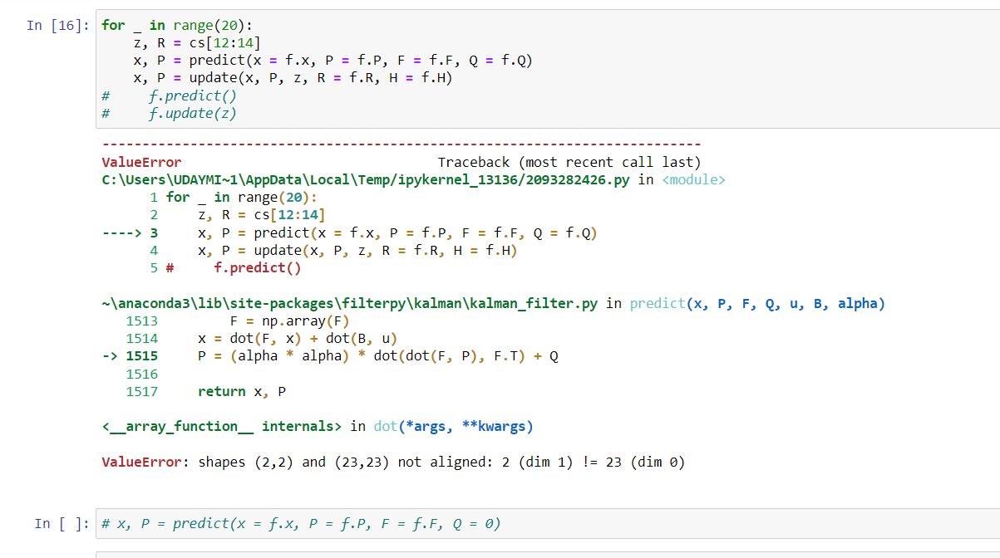 In [16]: for _ in range(20):
    z, R = cs[12:14]
    x, P = predict(x = f.x, P = f.P, F = f.F, Q = f.Q)
    x, P = update(x, P, z, R = f.R, H = f.H)
#     f.predict()
#     f.update(z)
---------------------------------------------------------------------------
ValueError                                Traceback (most recent call last)
C:\Users\UDAYMI~1\AppData\Local\Temp/ipykernel_13136/2093282426.py in <module>
      1 for _ in range(20):
      2     z, R = cs[12:14]
----> 3     x, P = predict(x = f.x, P = f.P, F = f.F, Q = f.Q)
      4     x, P = update(x, P, z, R = f.R, H = f.H)
      5 #     f.predict()
~\anaconda3\lib\site-packages\filterpy\kalman\kalman_filter.py in predict(x, P, F, Q, u, B, alpha)
   1513         F = np.array(F)
   1514     x = dot(F, x) + dot(B, u)
-> 1515     P = (alpha * alpha) * dot(dot(F, P), F.T) + Q
   1516
   1517     return x, P
<__array_function__ internals> in dot(*args, **kwargs)
ValueError: shapes (2,2) and (23,23) not aligned: 2 (dim 1) != 23 (dim 0)
In [ ]: # x, P = predict(x = f.x, P = f.P, F = f.F, Q = 0)